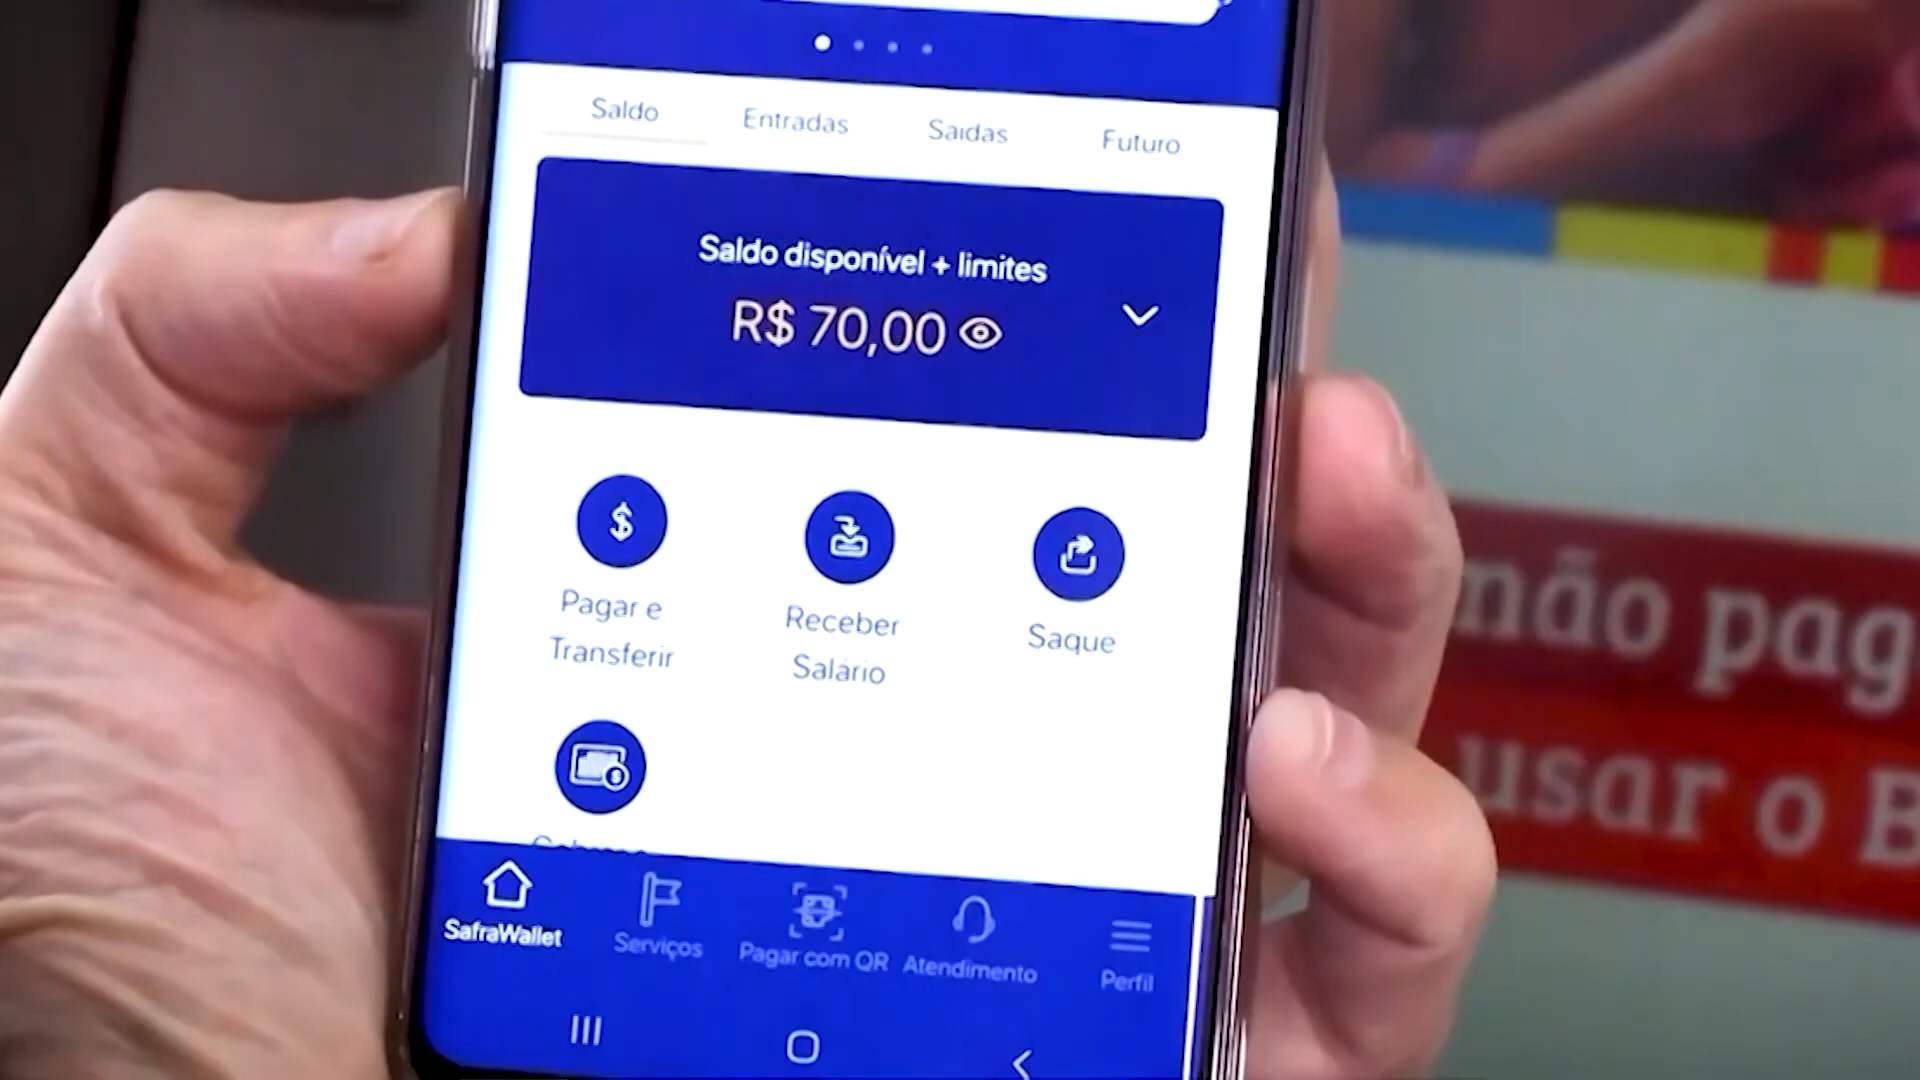 Saldo
Entradas
Saídas
Futuro
Saldo disponível + limites
R$ 70,00
Pagar e
Transferir
Receber
Salário
Saque
SafraWallet
Serviços
Pagar com QR
Atendimento
Perfil
não pag
usar o B